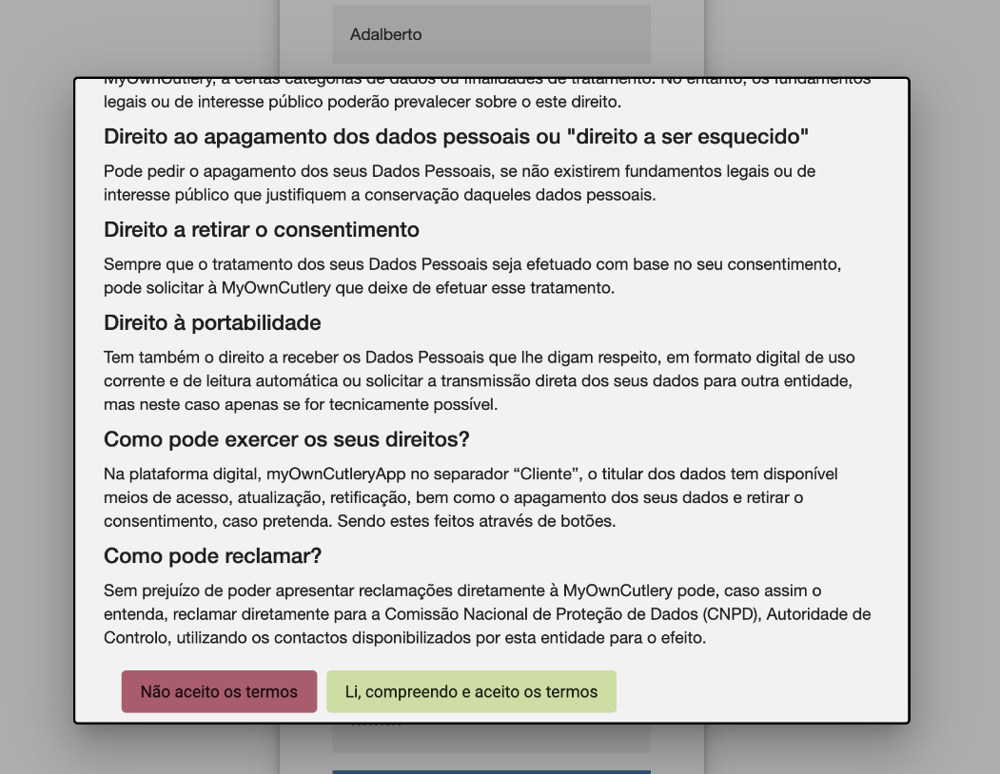 Adalberto
MyOwnCutlery, a certas categorias de dados ou finalidades de tratamento. No entanto, os fundamentos
legais ou de interesse público poderão prevalecer sobre o este direito.
Direito ao apagamento dos dados pessoais ou "direito a ser esquecido"
Pode pedir o apagamento dos seus Dados Pessoais, se não existirem fundamentos legais ou de
interesse público que justifiquem a conservação daqueles dados pessoais.
Direito a retirar o consentimento
Sempre que o tratamento dos seus Dados Pessoais seja efetuado com base no seu consentimento,
pode solicitar à MyOwnCutlery que deixe de efetuar esse tratamento.
Direito à portabilidade
Tem também o direito a receber os Dados Pessoais que lhe digam respeito, em formato digital de uso
corrente e de leitura automática ou solicitar a transmissão direta dos seus dados para outra entidade,
mas neste caso apenas se for tecnicamente possível.
Como pode exercer os seus direitos?
Na plataforma digital, myOwnCutleryApp no separador “Cliente”, o titular dos dados tem disponível
meios de acesso, atualização, retificação, bem como o apagamento dos seus dados e retirar o
consentimento, caso pretenda. Sendo estes feitos através de botões.
Como pode reclamar?
Sem prejuízo de poder apresentar reclamações diretamente à MyOwnCutlery pode, caso assim o
entenda, reclamar diretamente para a Comissão Nacional de Proteção de Dados (CNPD), Autoridade de
Controlo, utilizando os contactos disponibilizados por esta entidade para o efeito.
Não aceito os termos
Li, compreendo e aceito os termos